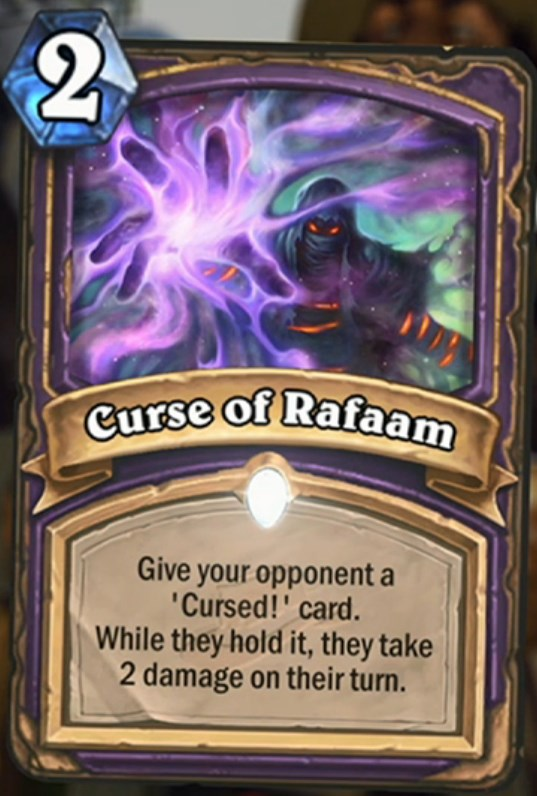 2
Curse of Rafaam
Give your opponent a
'Cursed!' card.
While they hold it, they take
2 damage on their turn.